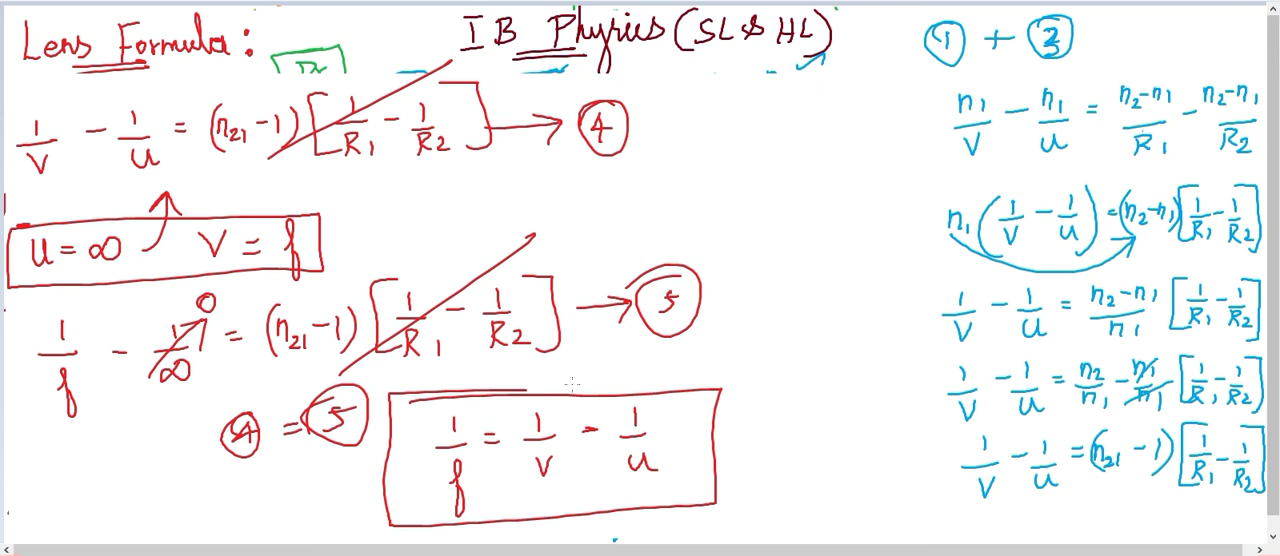 Lens Formula:
IB Physics (SL & HL)
1/V - 1/u = (n₂₁ - 1) [1/R₁ - 1/R₂] → ④
u = ∞ V = f
1/f - 1/∞ 0 = (n₂₁ - 1) [1/R₁ - 1/R₂] → ⑤
④ = ⑤
1/f = 1/V - 1/u
① + ③
n₁/V - n₁/u = n₂-n₁/R₁ - n₂-n₁/R₂
n₁ (1/V - 1/u) = (n₂-n₁) [1/R₁ - 1/R₂]
1/V - 1/u = n₂-n₁/n₁ [1/R₁ - 1/R₂]
1/V - 1/u = n₂/n₁ - n₁/n₁ [1/R₁ - 1/R₂]
1/V - 1/u = (n₂₁ - 1) [1/R₁ - 1/R₂]